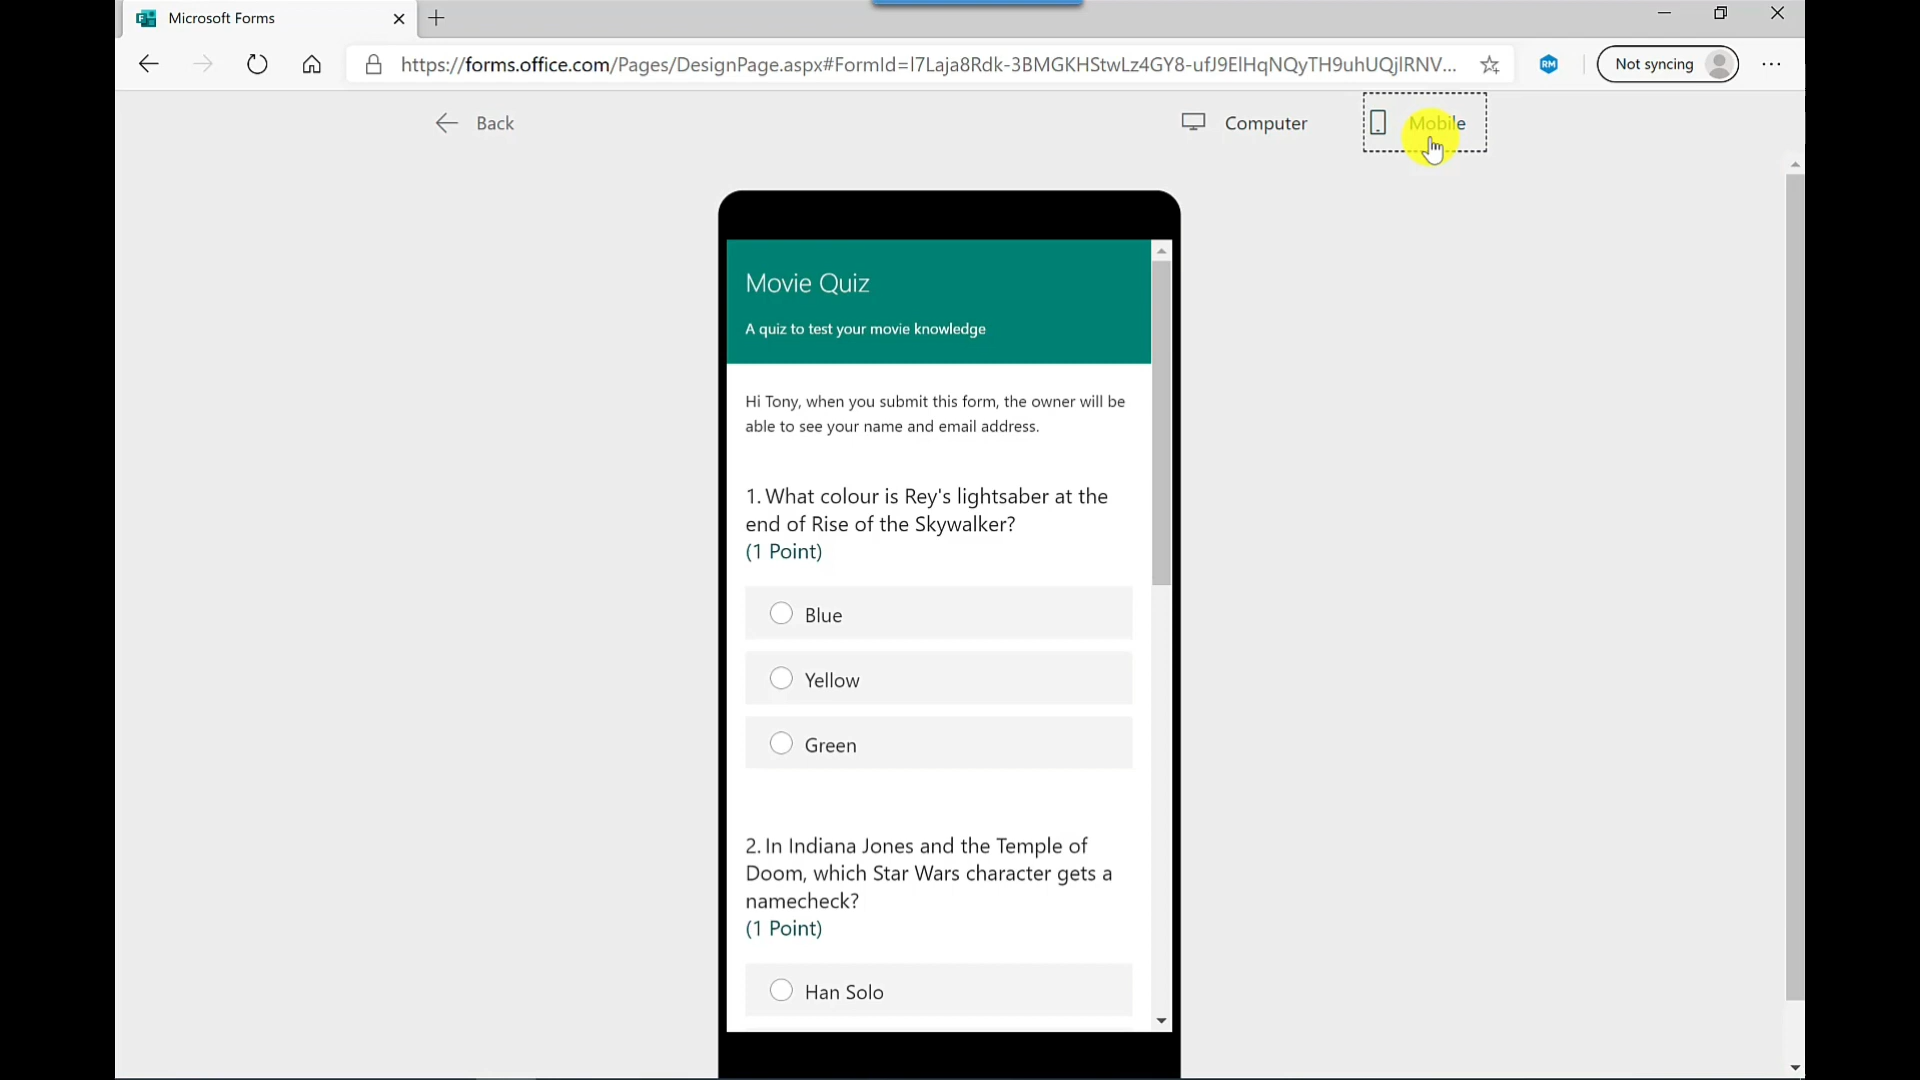 Microsoft Forms
https://forms.office.com/Pages/DesignPage.aspx#FormId=I7Laja8Rdk-3BMGKHStwLz4GY8-ufJ9ElHqNQyTH9uhUQjlRNV...
RM
Not syncing
Back
Computer
Mobile
Movie Quiz
A quiz to test your movie knowledge
Hi Tony, when you submit this form, the owner will be
able to see your name and email address.
1. What colour is Rey's lightsaber at the
end of Rise of the Skywalker?
(1 Point)
Blue
Yellow
Green
2. In Indiana Jones and the Temple of
Doom, which Star Wars character gets a
namecheck?
(1 Point)
Han Solo